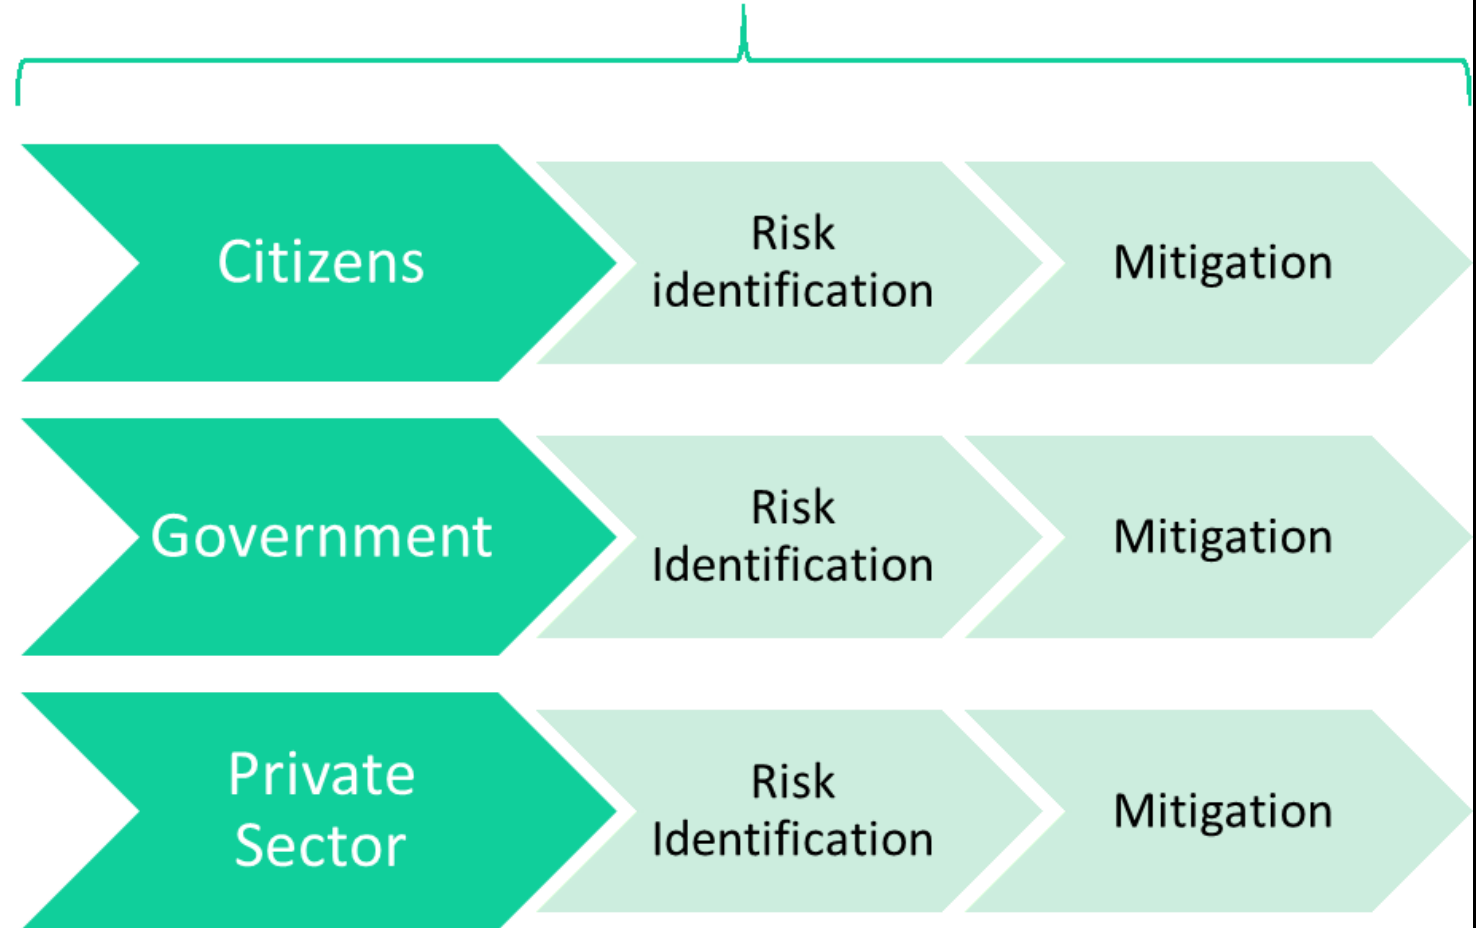 Citizens
Risk
identification
Mitigation
Government
Risk
Identification
Mitigation
Private
Sector
Risk
Identification
Mitigation